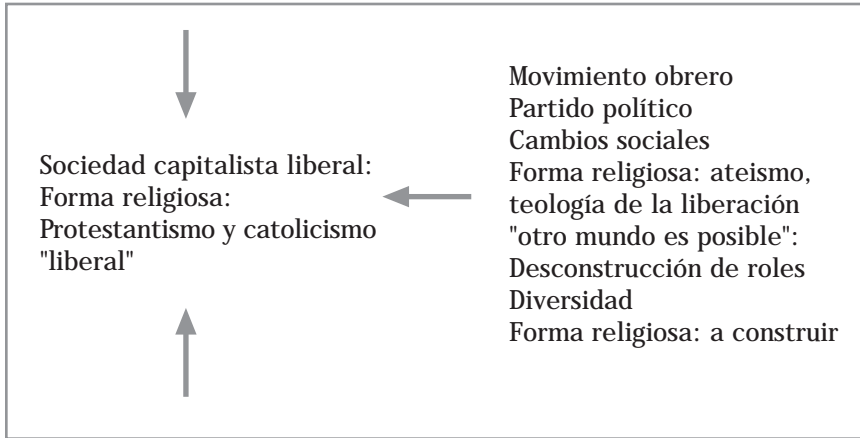 Sociedad capitalista liberal:
Forma religiosa:
Protestantismo y catolicismo
"liberal"
Movimiento obrero
Partido político
Cambios sociales
Forma religiosa: ateismo,
teología de la liberación
"otro mundo es posible":
Desconstrucción de roles
Diversidad
Forma religiosa: a construir